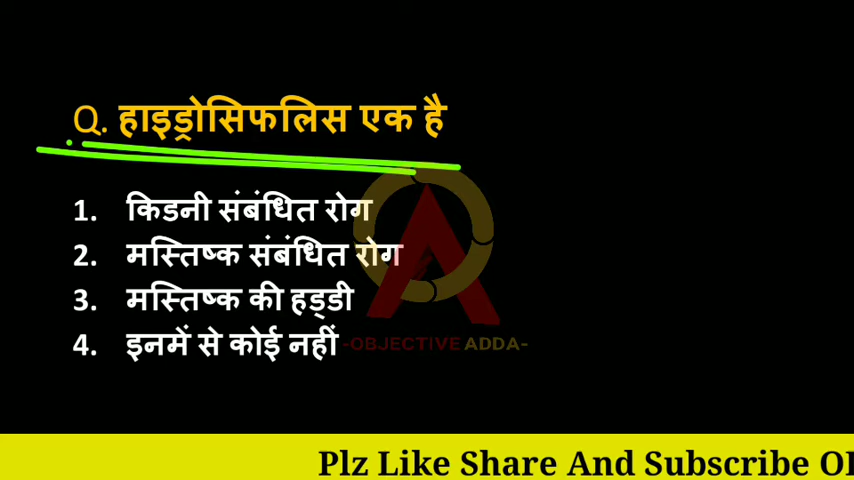 Q. हाइड्रोसिफलिस एक है
1. किडनी संबंधित रोग
2. मस्तिष्क संबंधित रोग
3. मस्तिष्क की हड्डी
4. इनमें से कोई नहीं
-OBJECTIVE ADDA-
Plz Like Share And Subscribe